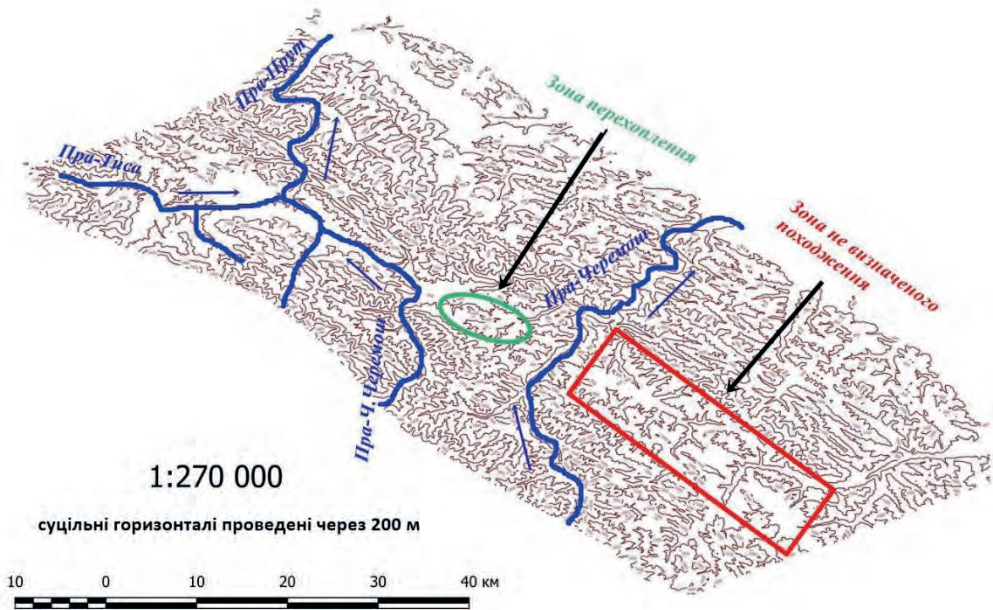 Пра-Прут
Пра-Тиса
Зона перехоплення
Зона не визначеного
походження
Пра-Черемош
Пра-Ч. Черемош
1:270 000
суцільні горизонталі проведені через 200 м
10 0 10 20 30 40 км